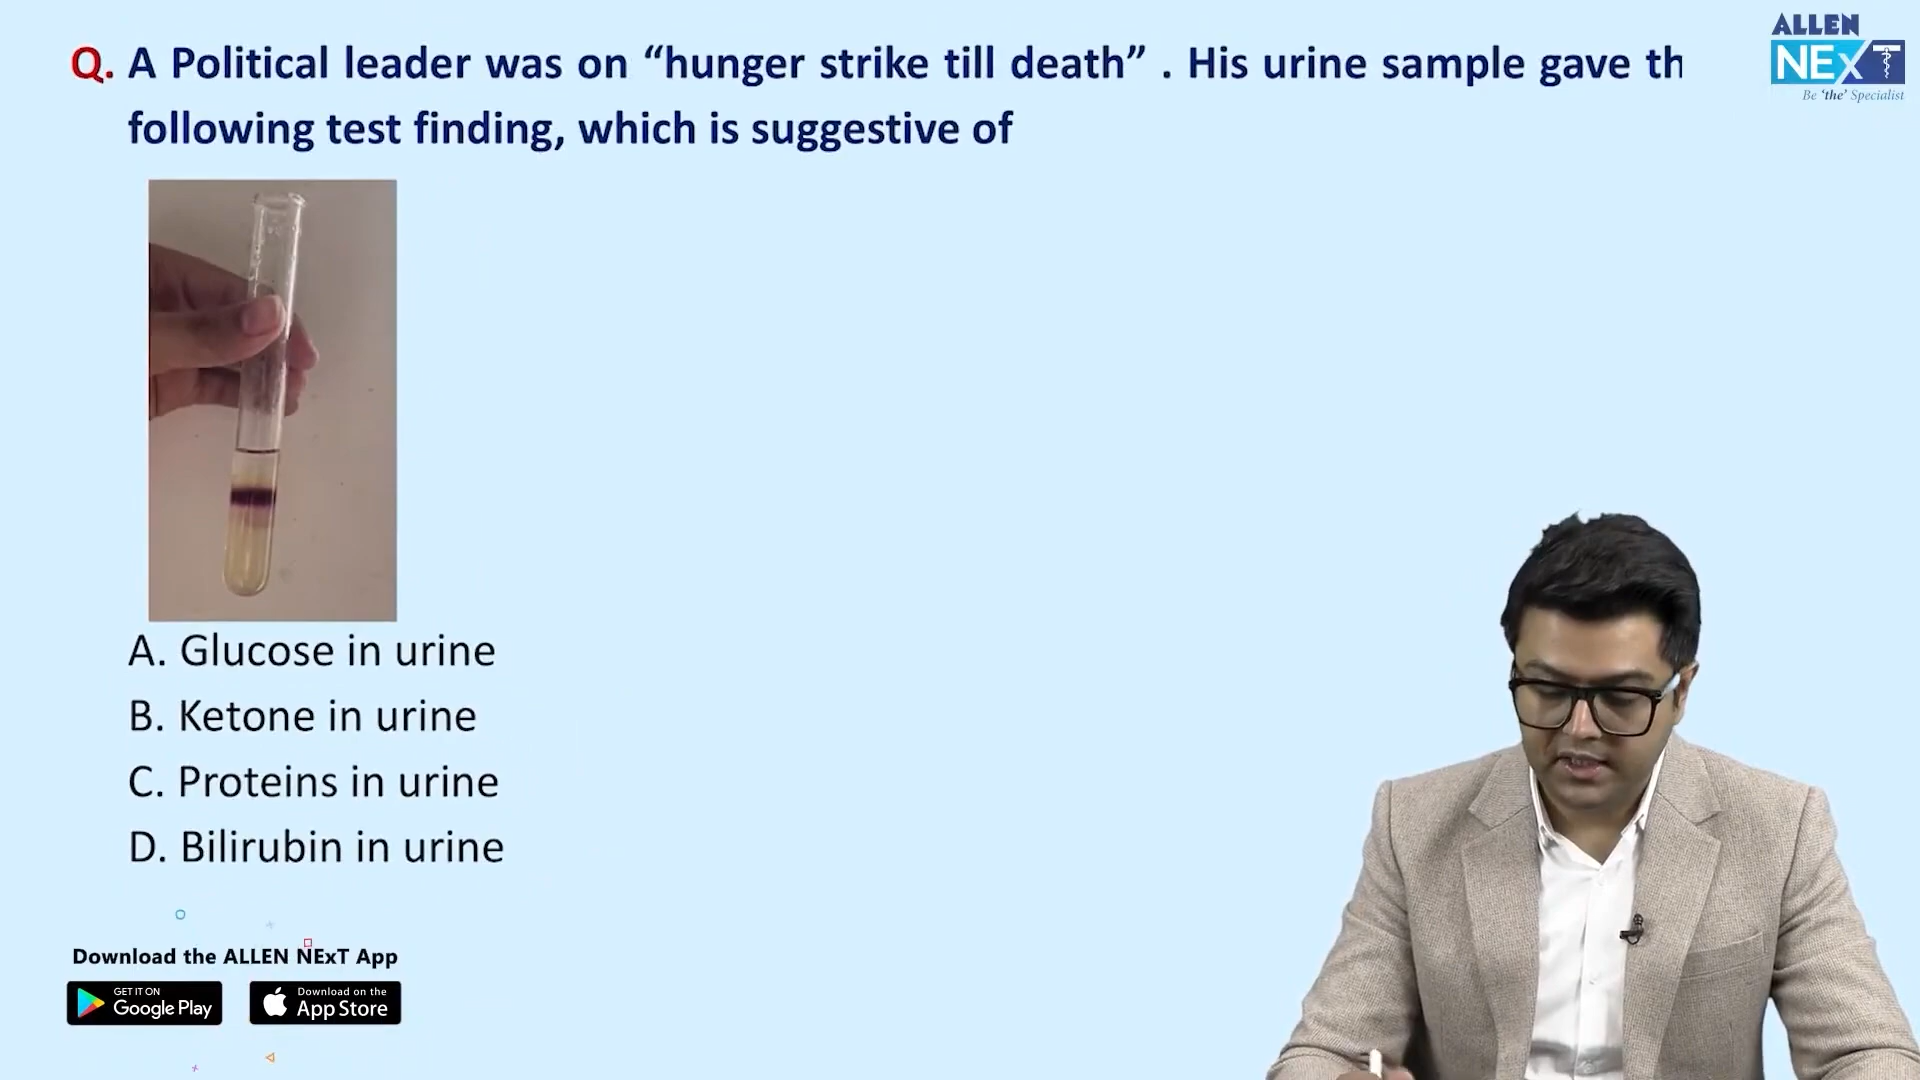 Q. A Political leader was on “hunger strike till death” . His urine sample gave th
following test finding, which is suggestive of
A. Glucose in urine
B. Ketone in urine
C. Proteins in urine
D. Bilirubin in urine
ALLEN
NExT
Be ‘the’ Specialist
Download the ALLEN NExT App
GET IT ON
Google Play
Download on the
App Store